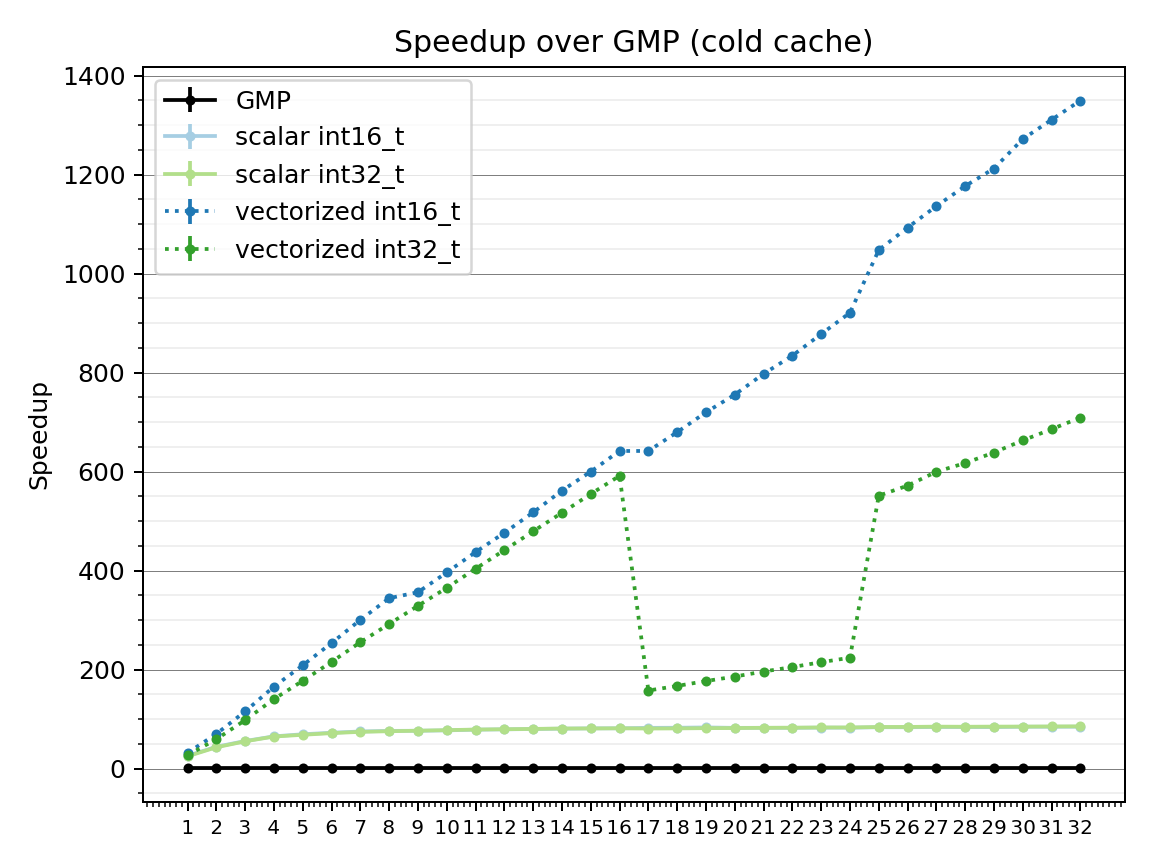 Speedup over GMP (cold cache)
1400
1200
1000
800
600
400
200
0
Speedup
GMP
scalar int16_t
scalar int32_t
vectorized int16_t
vectorized int32_t
1 2 3 4 5 6 7 8 9 10 11 12 13 14 15 16 17 18 19 20 21 22 23 24 25 26 27 28 29 30 31 32